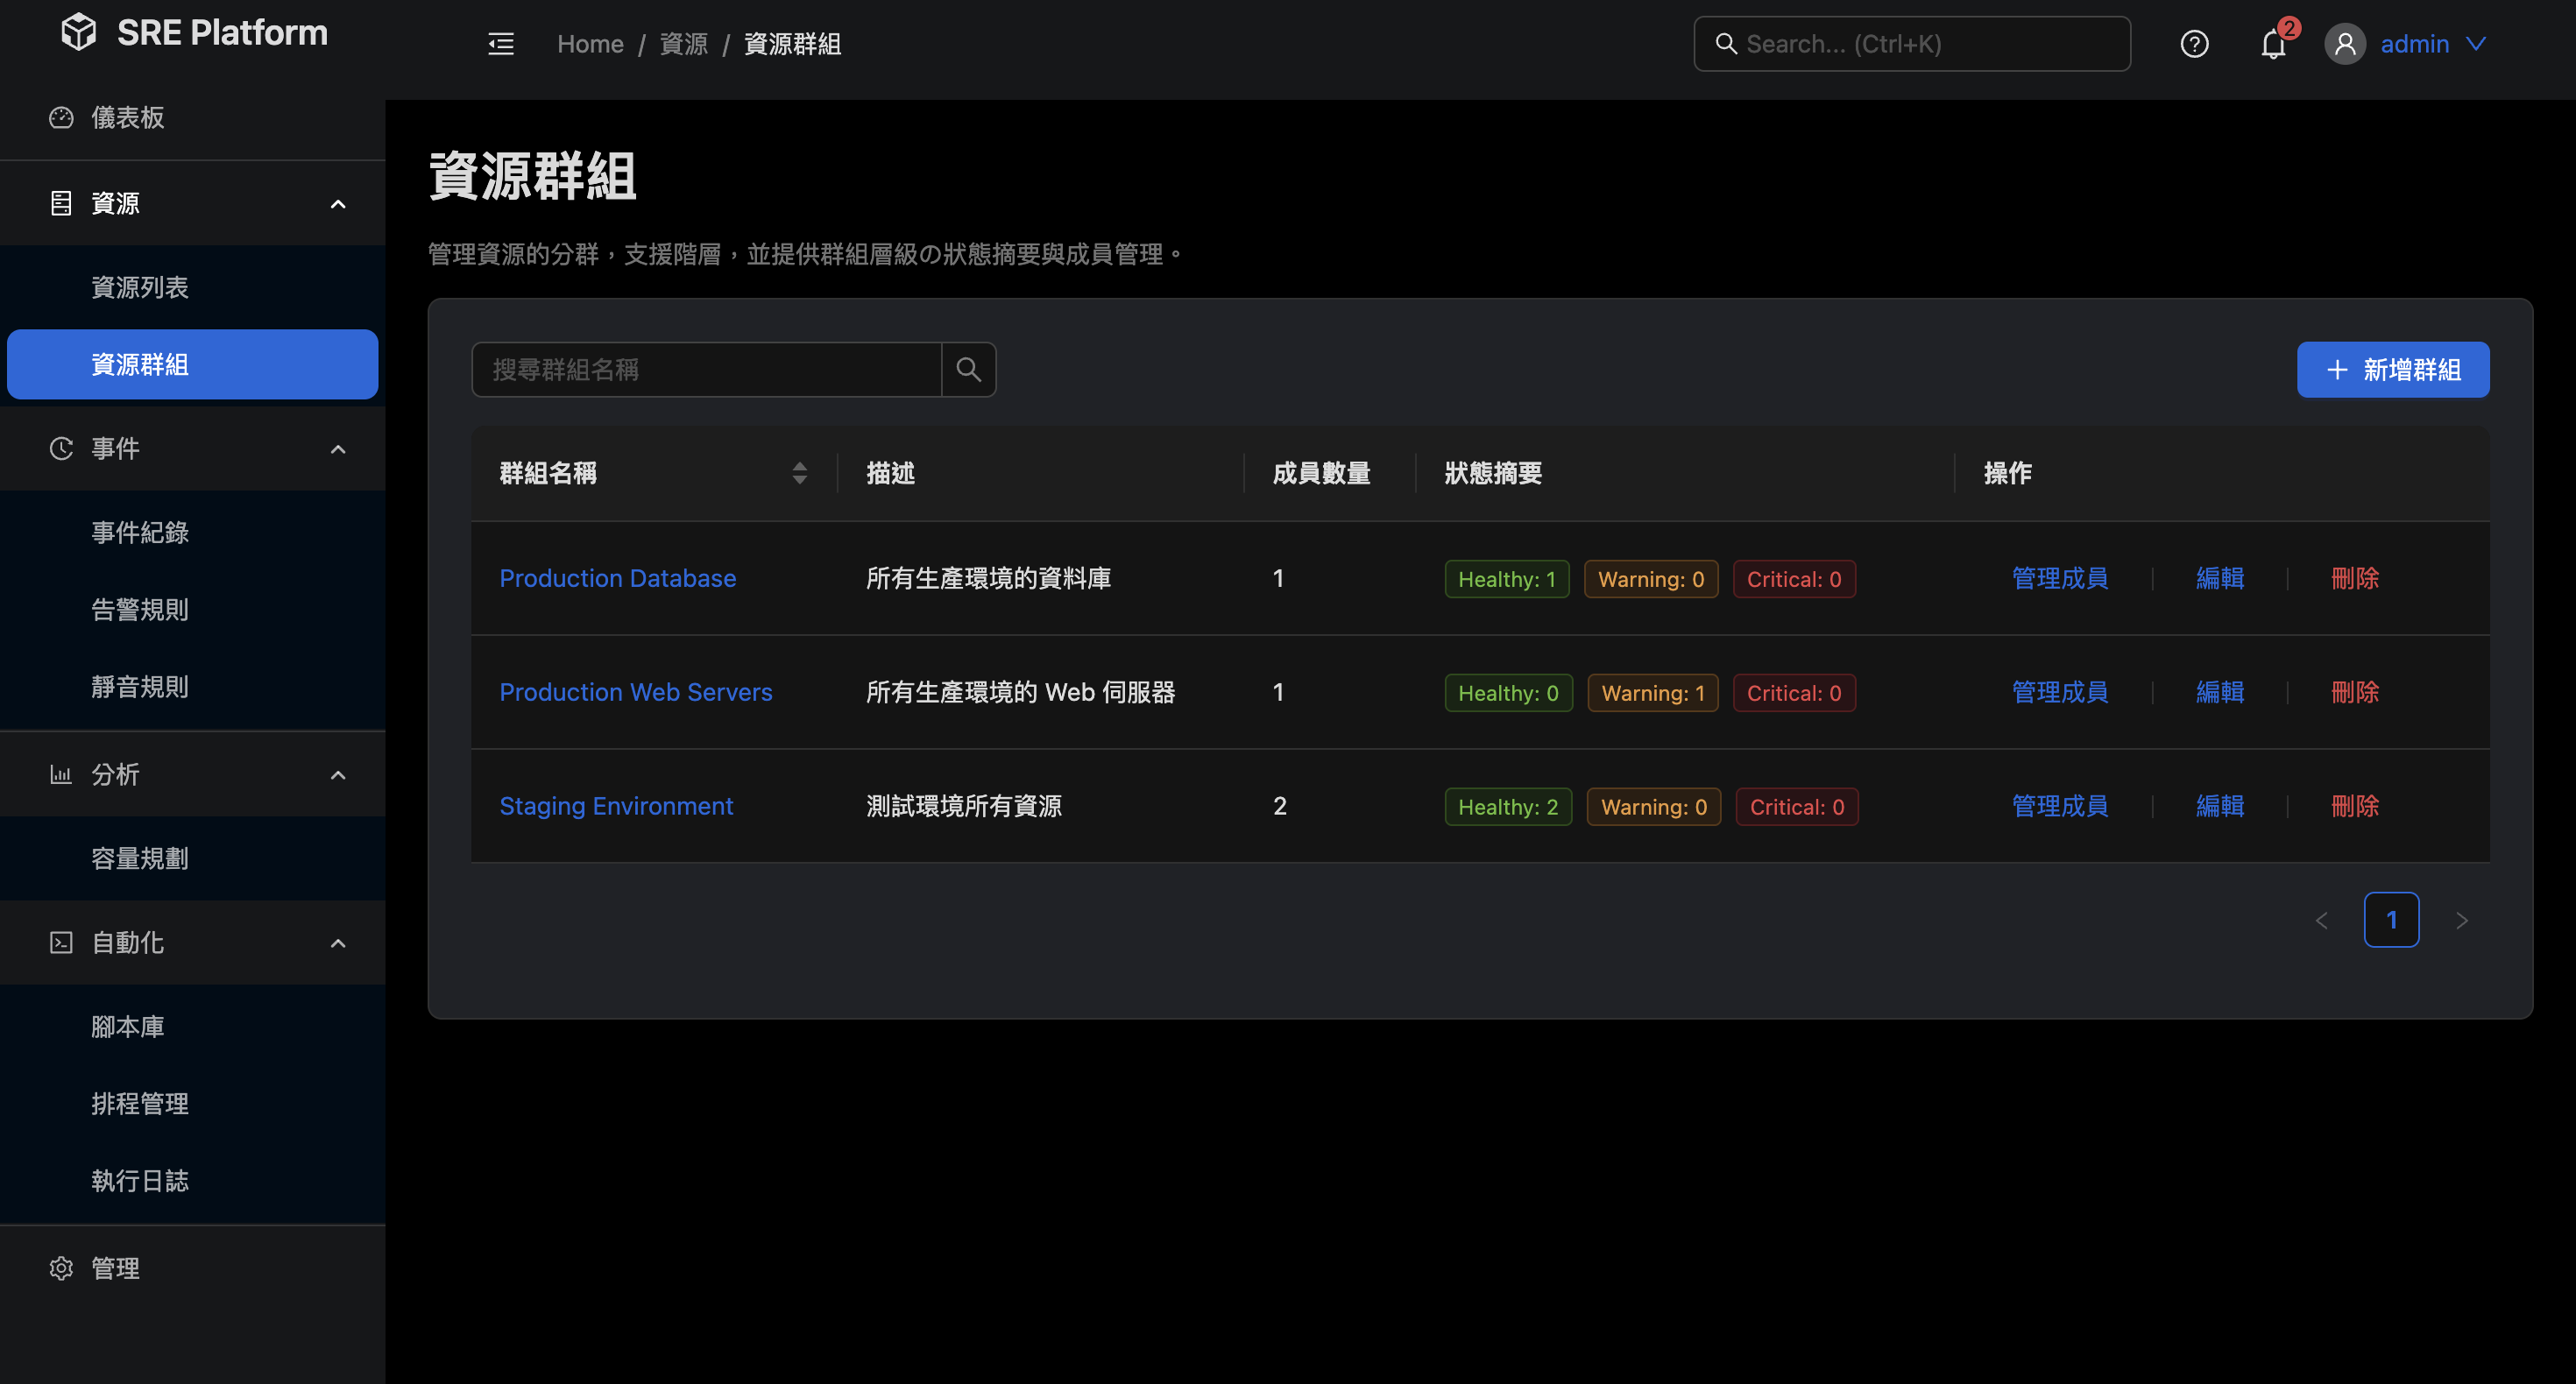 SRE Platform
Home / 資源 / 資源群組
Search... (Ctrl+K)
2
admin
儀表板
資源
資源列表
資源群組
事件
事件紀錄
告警規則
靜音規則
分析
容量規劃
自動化
腳本庫
排程管理
執行日誌
管理
資源群組
管理資源的分群，支援階層，並提供群組層級の狀態摘要與成員管理。
搜尋群組名稱
新增群組
群組名稱 描述 成員數量 狀態摘要 操作
Production Database 所有生產環境的資料庫 1 Healthy: 1 Warning: 0 Critical: 0 管理成員 編輯 刪除
Production Web Servers 所有生產環境的 Web 伺服器 1 Healthy: 0 Warning: 1 Critical: 0 管理成員 編輯 刪除
Staging Environment 測試環境所有資源 2 Healthy: 2 Warning: 0 Critical: 0 管理成員 編輯 刪除
1